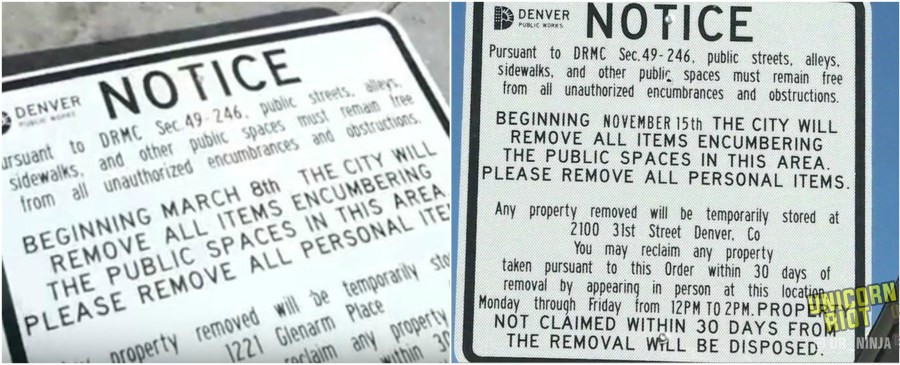 DENVER
PUBLIC WORKS
NOTICE
ursuant to DRMC Sec.49-246, public streets, alleys,
sidewalks, and other public spaces must remain free
from all unauthorized encumbrances and obstructions.
BEGINNING MARCH 8th THE CITY WILL
REMOVE ALL ITEMS ENCUMBERING
THE PUBLIC SPACES IN THIS AREA
PLEASE REMOVE ALL PERSONAL ITE
property removed will be temporarily sto
1221 Glenarm Place
reclaim any property
within 30
DENVER
PUBLIC WORKS
NOTICE
Pursuant to DRMC Sec.49-246, public streets, alleys,
sidewalks, and other public spaces must remain free
from all unauthorized encumbrances and obstructions.
BEGINNING NOVEMBER 15th THE CITY WILL
REMOVE ALL ITEMS ENCUMBERING
THE PUBLIC SPACES IN THIS AREA.
PLEASE REMOVE ALL PERSONAL ITEMS.
Any property removed will be temporarily stored at
2100 31st Street Denver, Co
You may reclaim any property
taken pursuant to this Order within 30 days of
removal by appearing in person at this location
Monday through Friday from 12PM TO 2PM. PROPE
NOT CLAIMED WITHIN 30 DAYS FROM
THE REMOVAL WILL BE DISPOSED.
UNICORN
RIOT
NINJA